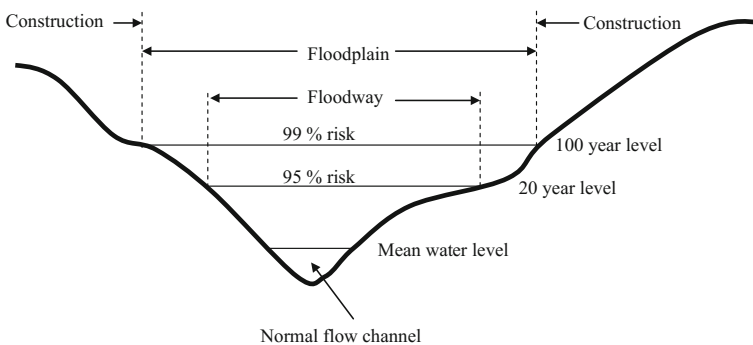 Construction
Construction
Floodplain
Floodway
99 % risk
100 year level
95 % risk
20 year level
Mean water level
Normal flow channel